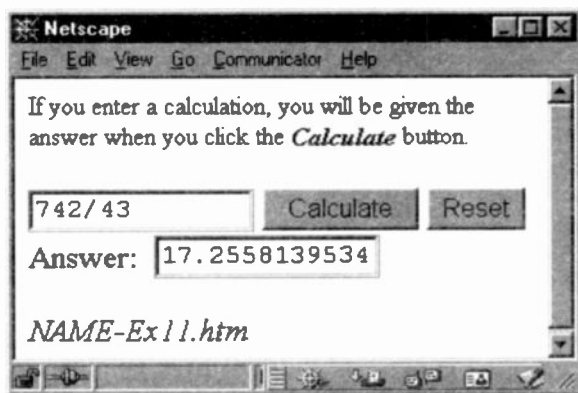 Netscape
File Edit View Go Communicator Help
If you enter a calculation, you will be given the
answer when you click the Calculate button.
742/43 Calculate Reset
Answer: 17.2558139534
NAME-Ex11.htm